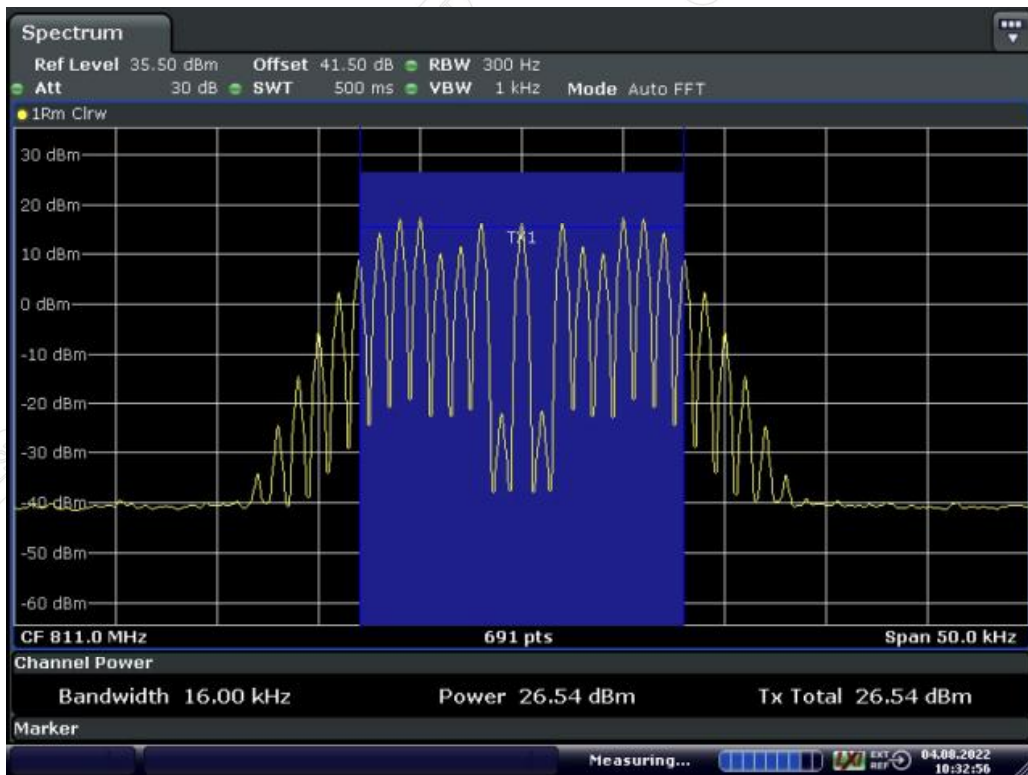 Spectrum
Ref Level 35.50 dBm Offset 41.50 dB RBW 300 Hz
Att 30 dB SWT 500 ms VBW 1 kHz Mode Auto FFT
1Rm Clrw
30 dBm
20 dBm
TX1
10 dBm
0 dBm
-10 dBm
-20 dBm
-30 dBm
-40 dBm
-50 dBm
-60 dBm
CF 811.0 MHz 691 pts Span 50.0 kHz
Channel Power
Bandwidth 16.00 kHz Power 26.54 dBm Tx Total 26.54 dBm
Marker
Measuring... LXI EXT REF 04.08.2022
10:32:56